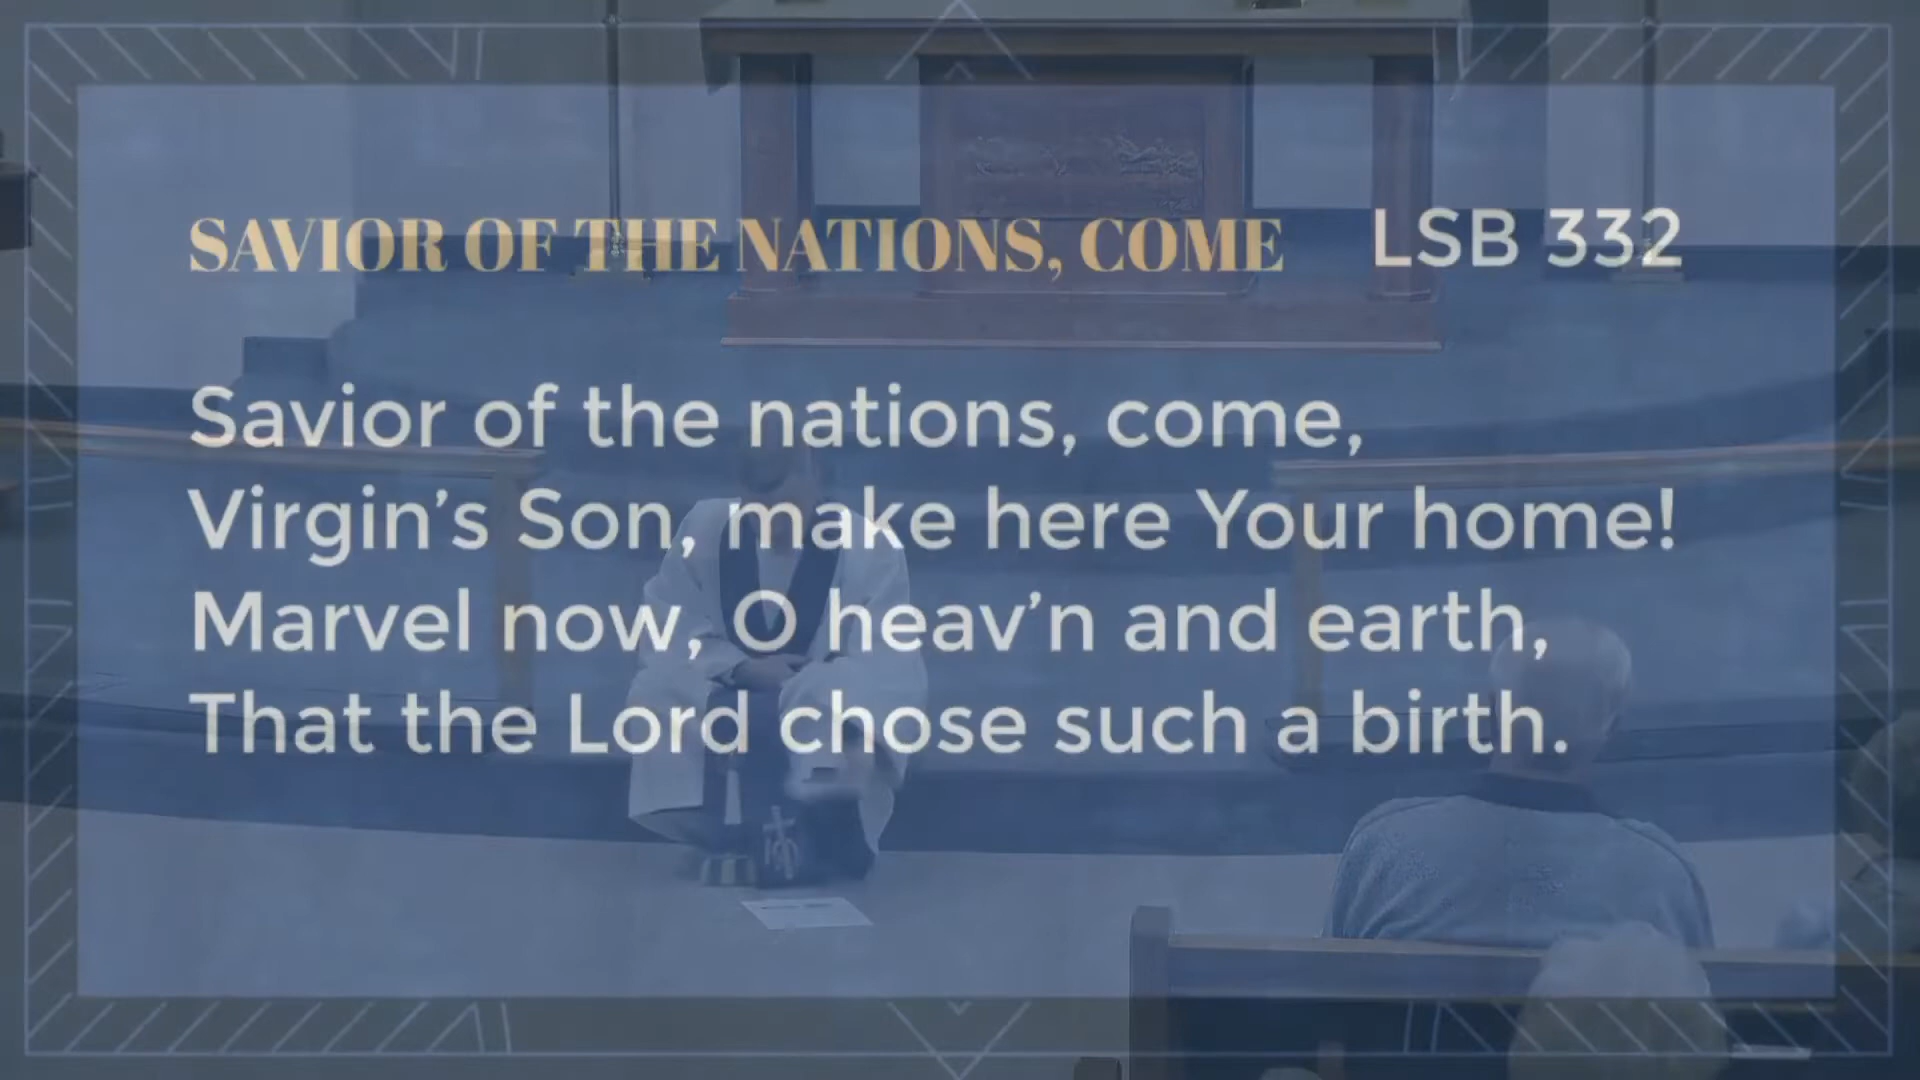 SAVIOR OF THE NATIONS, COME LSB 332
Savior of the nations, come,
Virgin’s Son, make here Your home!
Marvel now, O heav’n and earth,
That the Lord chose such a birth.